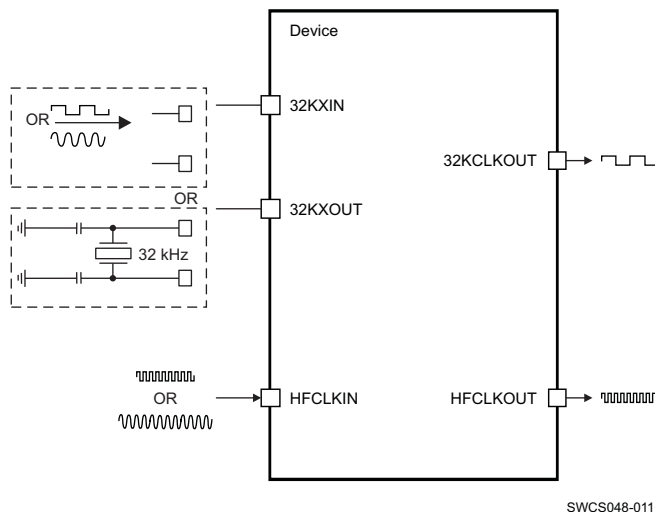 Device
32KXIN
OR
32KCLKOUT
OR
32KXOUT
32 kHz
HFCLKIN
OR
HFCLKOUT
SWCS048-011